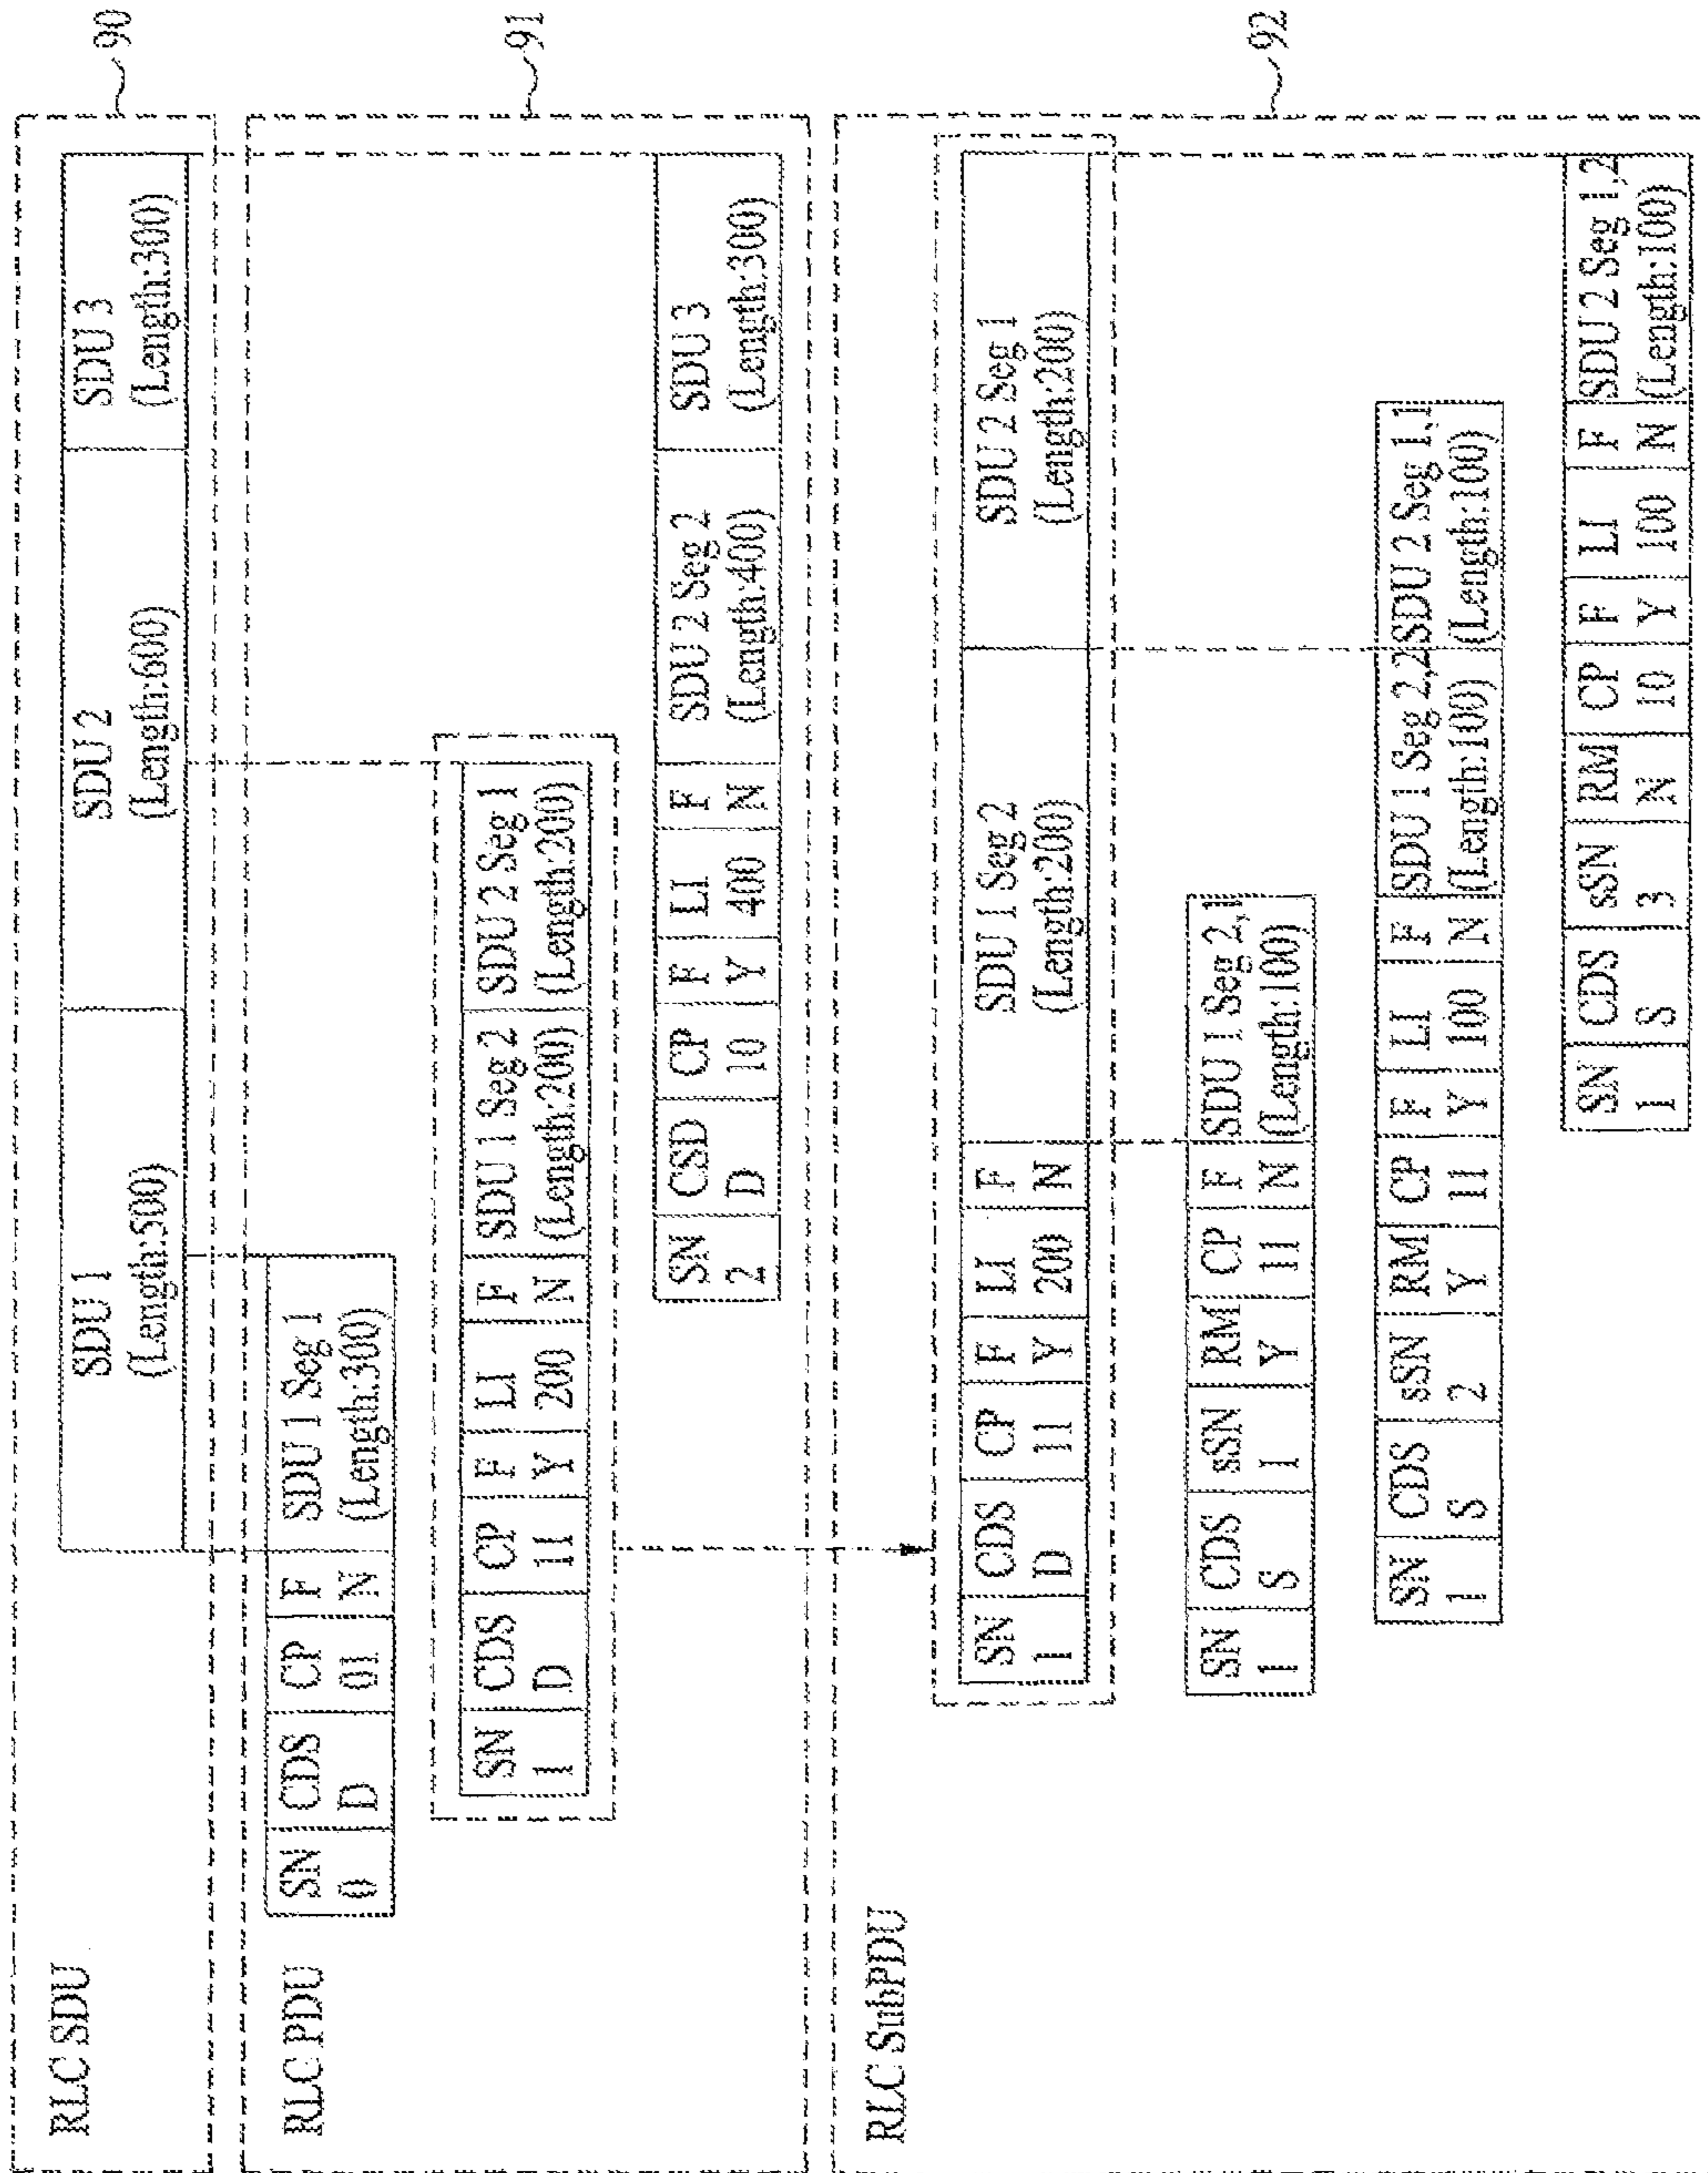 RLC SDU
SDU 1
(Length:500)
SDU 2
(Length:600)
SDU 3
(Length:300)
90
RLC PDU
SN CDS CP F SDU 1 Seg 1
0 D 01 N (Length:300)
SN CDS CP F LI F SDU 1 Seg 2 SDU 2 Seg 1
1 D 11 Y 200 N (Length:200) (Length:200)
SN CSD CP F LI F SDU 2 Seg 2 SDU 3
2 D 10 Y 400 N (Length:400) (Length:300)
91
RLC SubPDU
SN CDS CP F LI F SDU 1 Seg 2 SDU 2 Seg 1
1 D 11 Y 200 N (Length:200) (Length:200)
SN CDS sSN RM CP F SDU 1 Seg 2,1
1 S 1 Y 11 N (Length:100)
SN CDS sSN RM CP F LI F SDU 1 Seg 2,2 SDU 2 Seg 1,1
1 S 2 Y 11 Y 100 N (Length:100) (Length:100)
SN CDS sSN RM CP F LI F SDU 2 Seg 1,2
1 S 3 N 10 Y 100 N (Length:100)
92